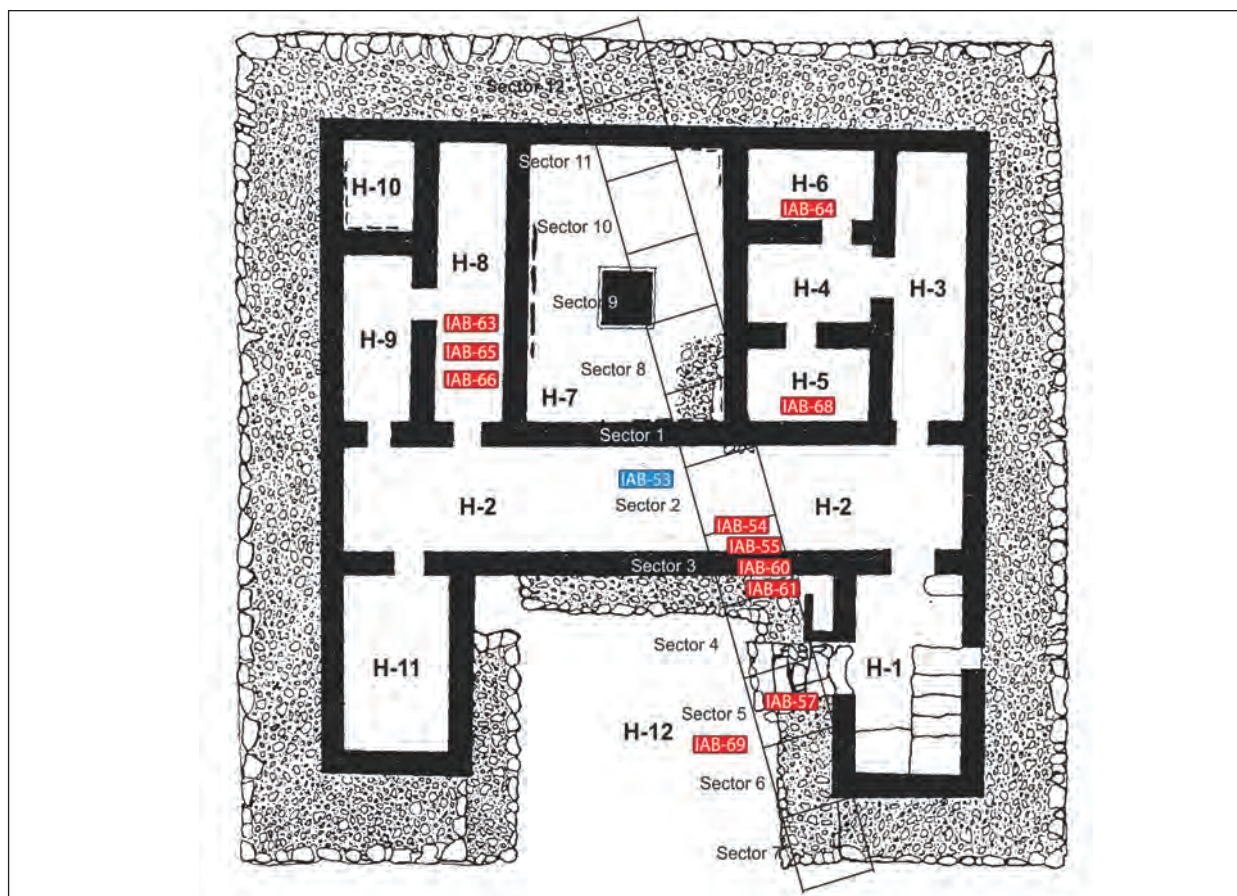 Sector 12
Sector 11
H-10
H-6
IAB-64
Sector 10
H-8
H-4
H-3
Sector 9
IAB-63
H-9
IAB-65
Sector 8
IAB-66
H-5
H-7
IAB-68
Sector 1
IAB-53
H-2
Sector 2
H-2
IAB-54
IAB-55
Sector 3
IAB-60
IAB-61
Sector 4
H-11
H-1
IAB-57
Sector 5
H-12
IAB-69
Sector 6
Sector 7